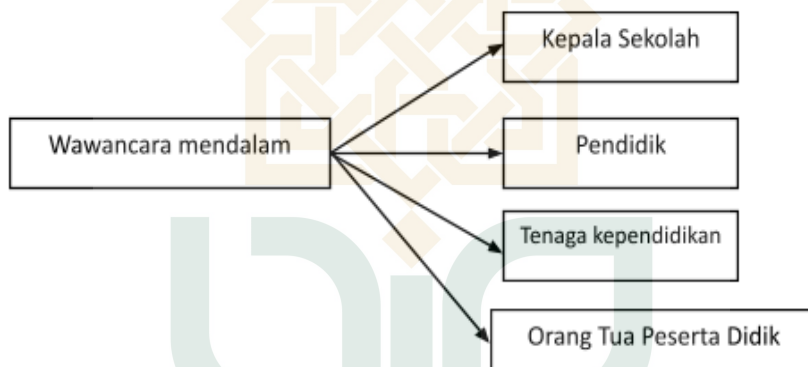 Kepala Sekolah
Wawancara mendalam
Pendidik
Tenaga kependidikan
Orang Tua Peserta Didik